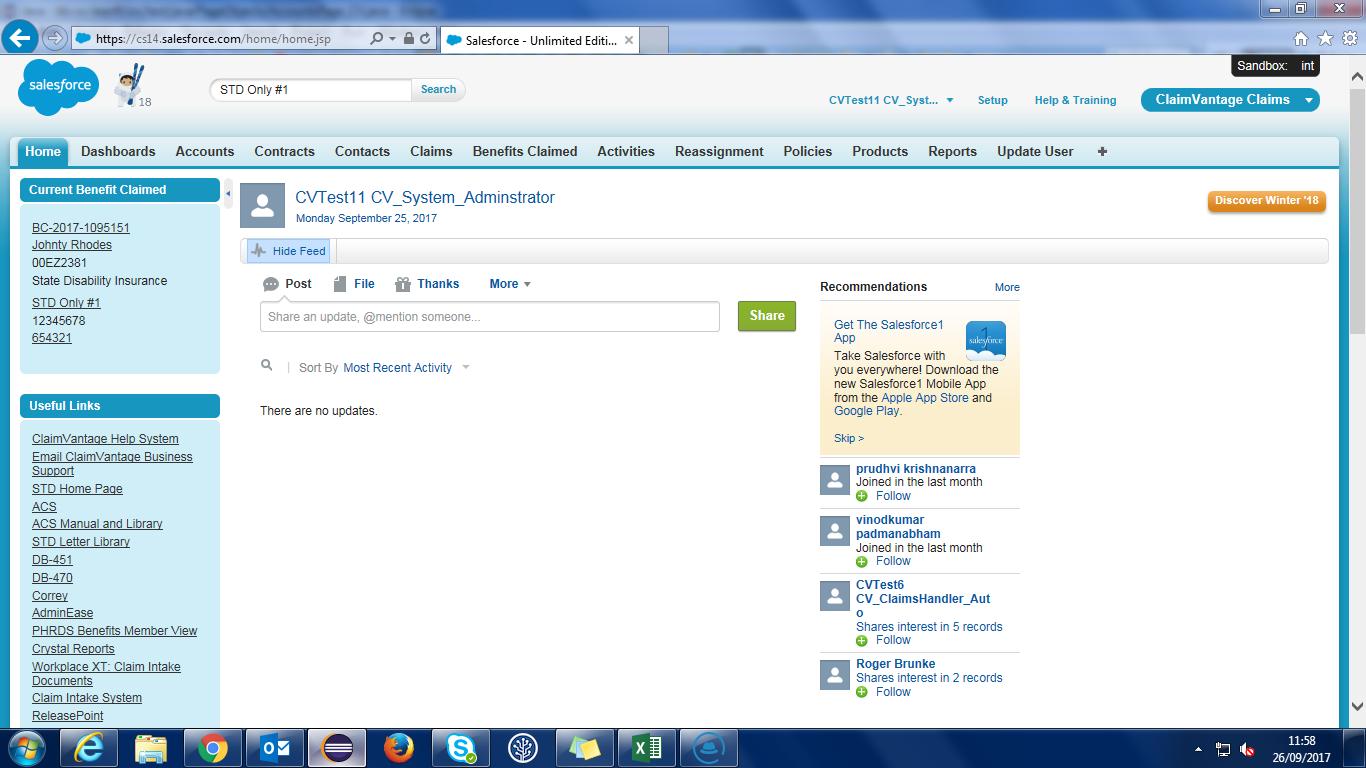 https://cs14.salesforce.com/home/home.jsp
Salesforce - Unlimited Editi...
Sandbox: int
salesforce
18
STD Only #1
Search
CVTest11 CV_Syst...
Setup
Help & Training
ClaimVantage Claims
Home Dashboards Accounts Contracts Contacts Claims Benefits Claimed Activities Reassignment Policies Products Reports Update User +
Current Benefit Claimed
BC-2017-1095151
Johnty Rhodes
00EZ2381
State Disability Insurance
STD Only #1
12345678
654321
Useful Links
ClaimVantage Help System
Email ClaimVantage Business
Support
STD Home Page
ACS
ACS Manual and Library
STD Letter Library
DB-451
DB-470
Correy
AdminEase
PHRDS Benefits Member View
Crystal Reports
Workplace XT: Claim Intake
Documents
Claim Intake System
ReleasePoint
CVTest11 CV_System_Adminstrator
Monday September 25, 2017
Discover Winter '18
Hide Feed
Post File Thanks More
Share an update, @mention someone...
Share
Sort By Most Recent Activity
There are no updates.
Recommendations
More
Get The Salesforce1
App
salesforce
1
Take Salesforce with
you everywhere! Download the
new Salesforce1 Mobile App
from the Apple App Store and
Google Play.
Skip >
prudhvi krishnanarra
Joined in the last month
Follow
vinodkumar
padmanabham
Joined in the last month
Follow
CVTest6
CV_ClaimsHandler_Aut
o
Shares interest in 5 records
Follow
Roger Brunke
Shares interest in 2 records
Follow
11:58
26/09/2017